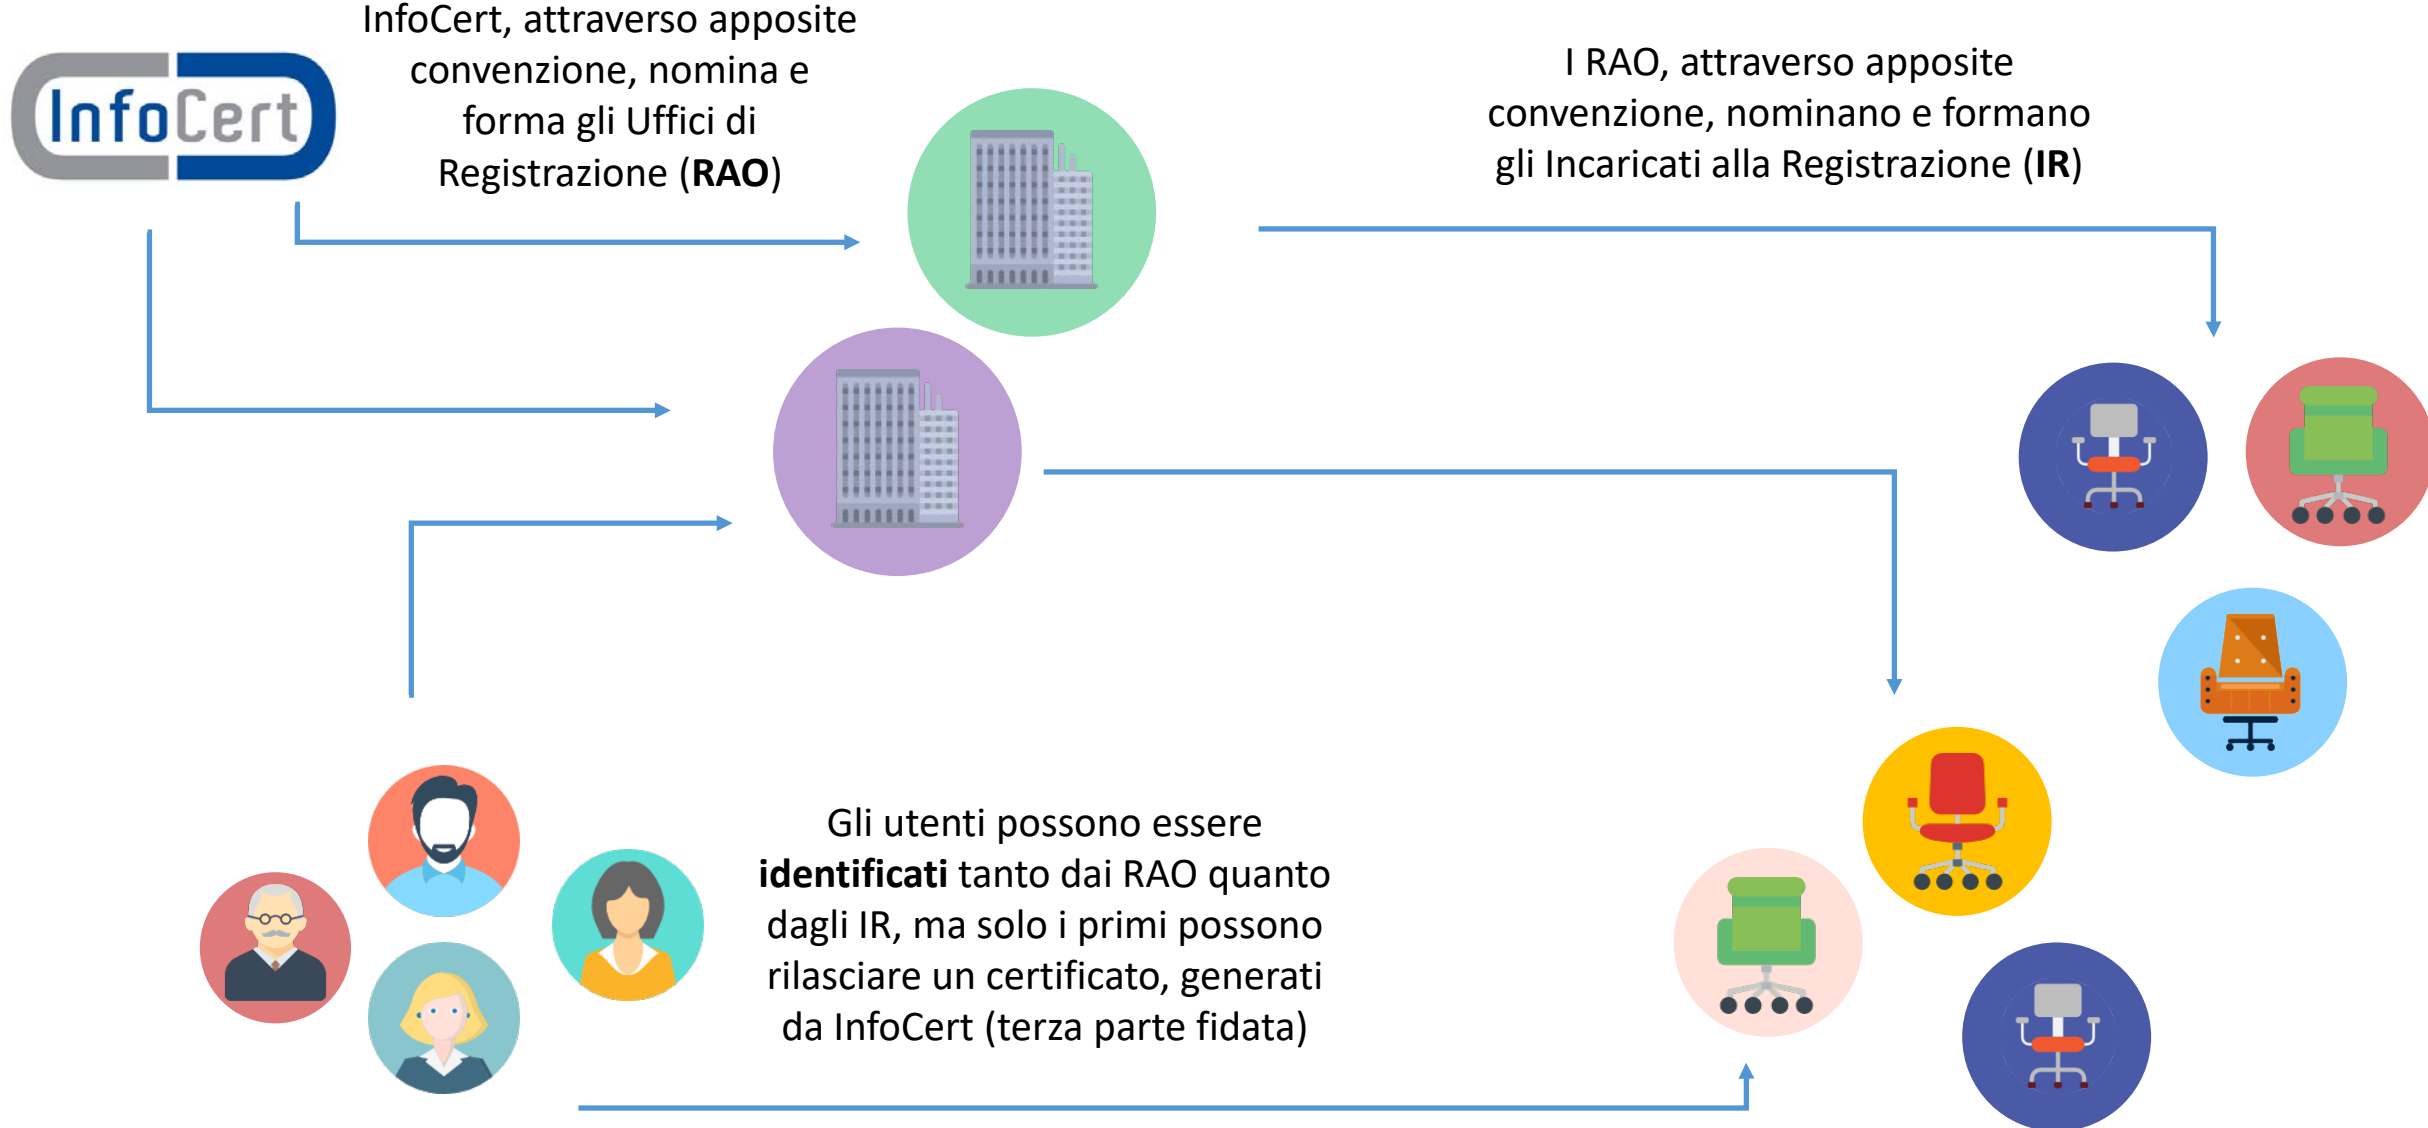 InfoCert
InfoCert, attraverso apposite
convenzione, nomina e
forma gli Uffici di
Registrazione (RAO)
I RAO, attraverso apposite
convenzione, nominano e formano
gli Incaricati alla Registrazione (IR)
Gli utenti possono essere
identificati tanto dai RAO quanto
dagli IR, ma solo i primi possono
rilasciare un certificato, generati
da InfoCert (terza parte fidata)